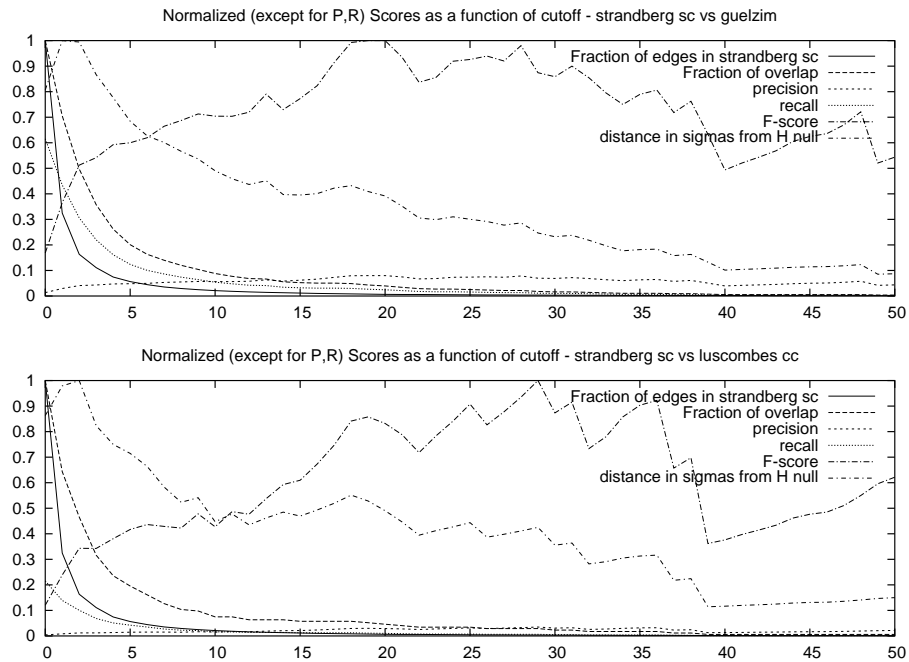 Normalized (except for P,R) Scores as a function of cutoff - strandberg sc vs guelzim
1
0.9
0.8
0.7
0.6
0.5
0.4
0.3
0.2
0.1
0
Fraction of edges in strandberg sc
Fraction of overlap
precision
recall
F-score
distance in sigmas from H null
0 5 10 15 20 25 30 35 40 45 50
Normalized (except for P,R) Scores as a function of cutoff - strandberg sc vs luscombes cc
1
0.9
0.8
0.7
0.6
0.5
0.4
0.3
0.2
0.1
0
Fraction of edges in strandberg sc
Fraction of overlap
precision
recall
F-score
distance in sigmas from H null
0 5 10 15 20 25 30 35 40 45 50